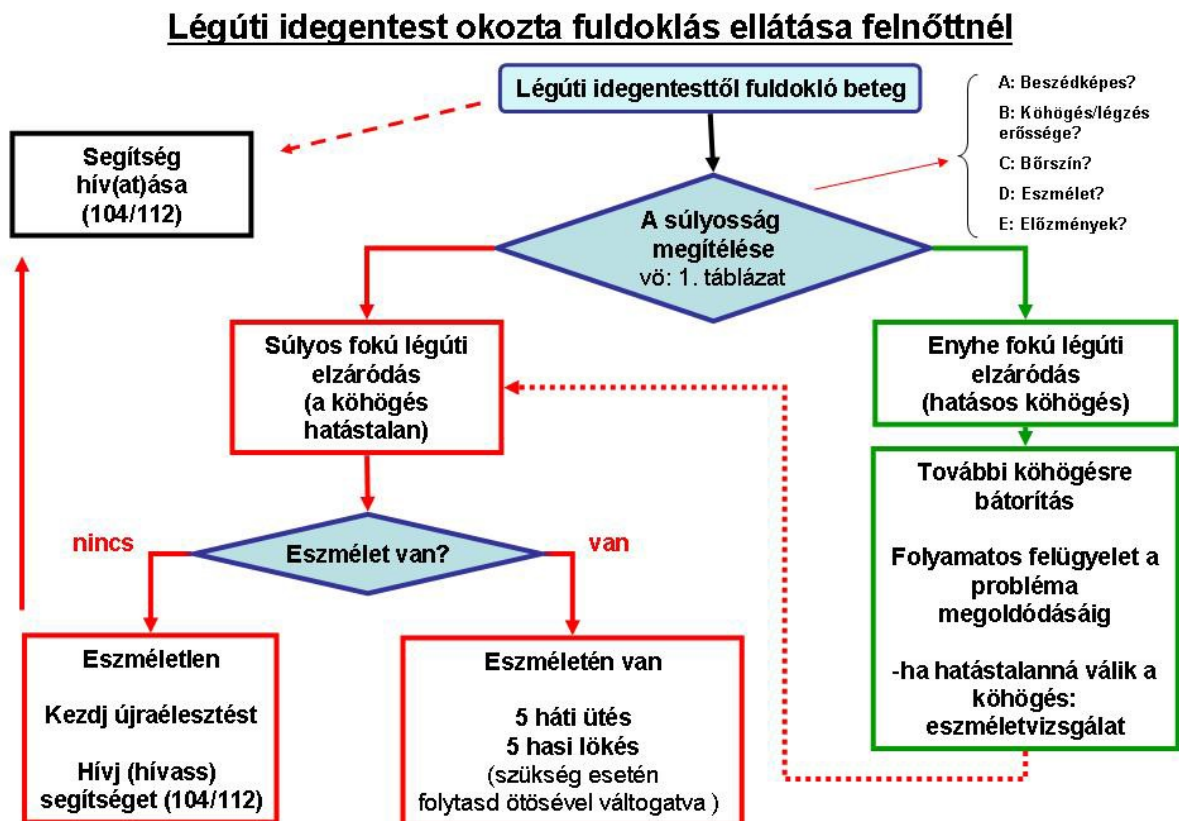 Légúti idegentest okozta fuldoklás ellátása felnőttnél
Légúti idegentesttől fuldokló beteg
A: Beszédképes?
B: Köhögés/légzés
erőssége?
C: Bőrszín?
D: Eszmélet?
E: Előzmények?
Segítség
hív(at)ása
(104/112)
A súlyosság
megítélése
vö: 1. táblázat
Súlyos fokú légúti
elzáródás
(a köhögés
hatástalan)
Enyhe fokú légúti
elzáródás
(hatásos köhögés)
További köhögésre
bátorítás
Folyamatos felügyelet a
probléma
megoldódásáig
-ha hatástalanná válik a
köhögés:
eszméletvizsgálat
nincs
Eszmélet van?
van
Eszméletlen
Kezdj újraélesztést
Hívj (hívass)
segítséget (104/112)
Eszméletén van
5 háti ütés
5 hasi lökés
(szükség esetén
folytasd ötösével váltogatva )